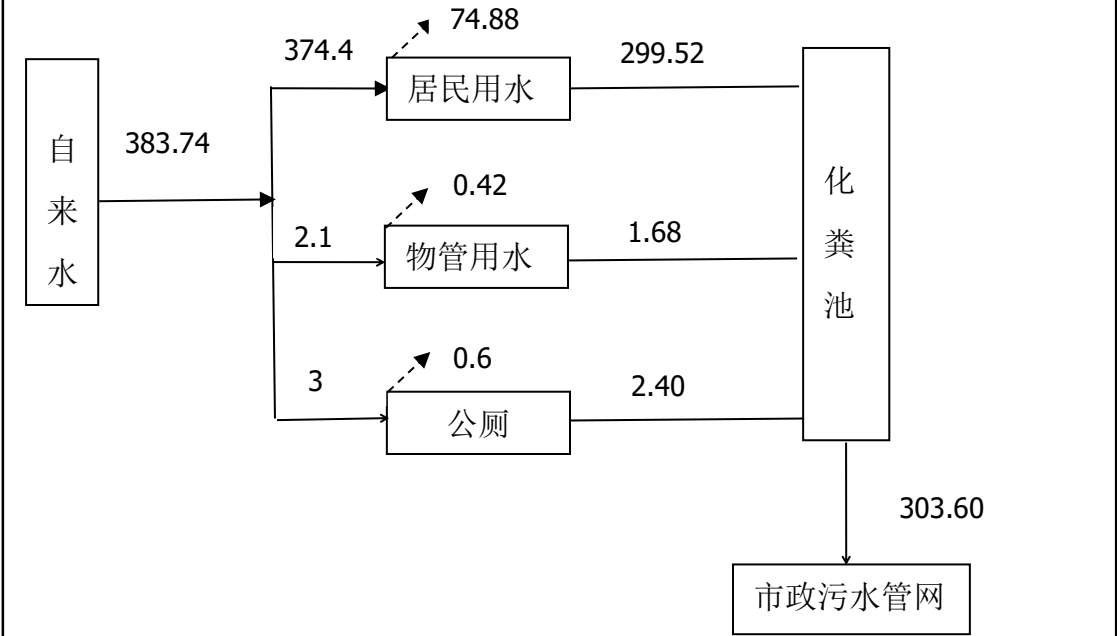 74.88
374.4
居民用水
299.52
自来水
383.74
化粪池
0.42
2.1
物管用水
1.68
0.6
3
公厕
2.40
303.60
市政污水管网